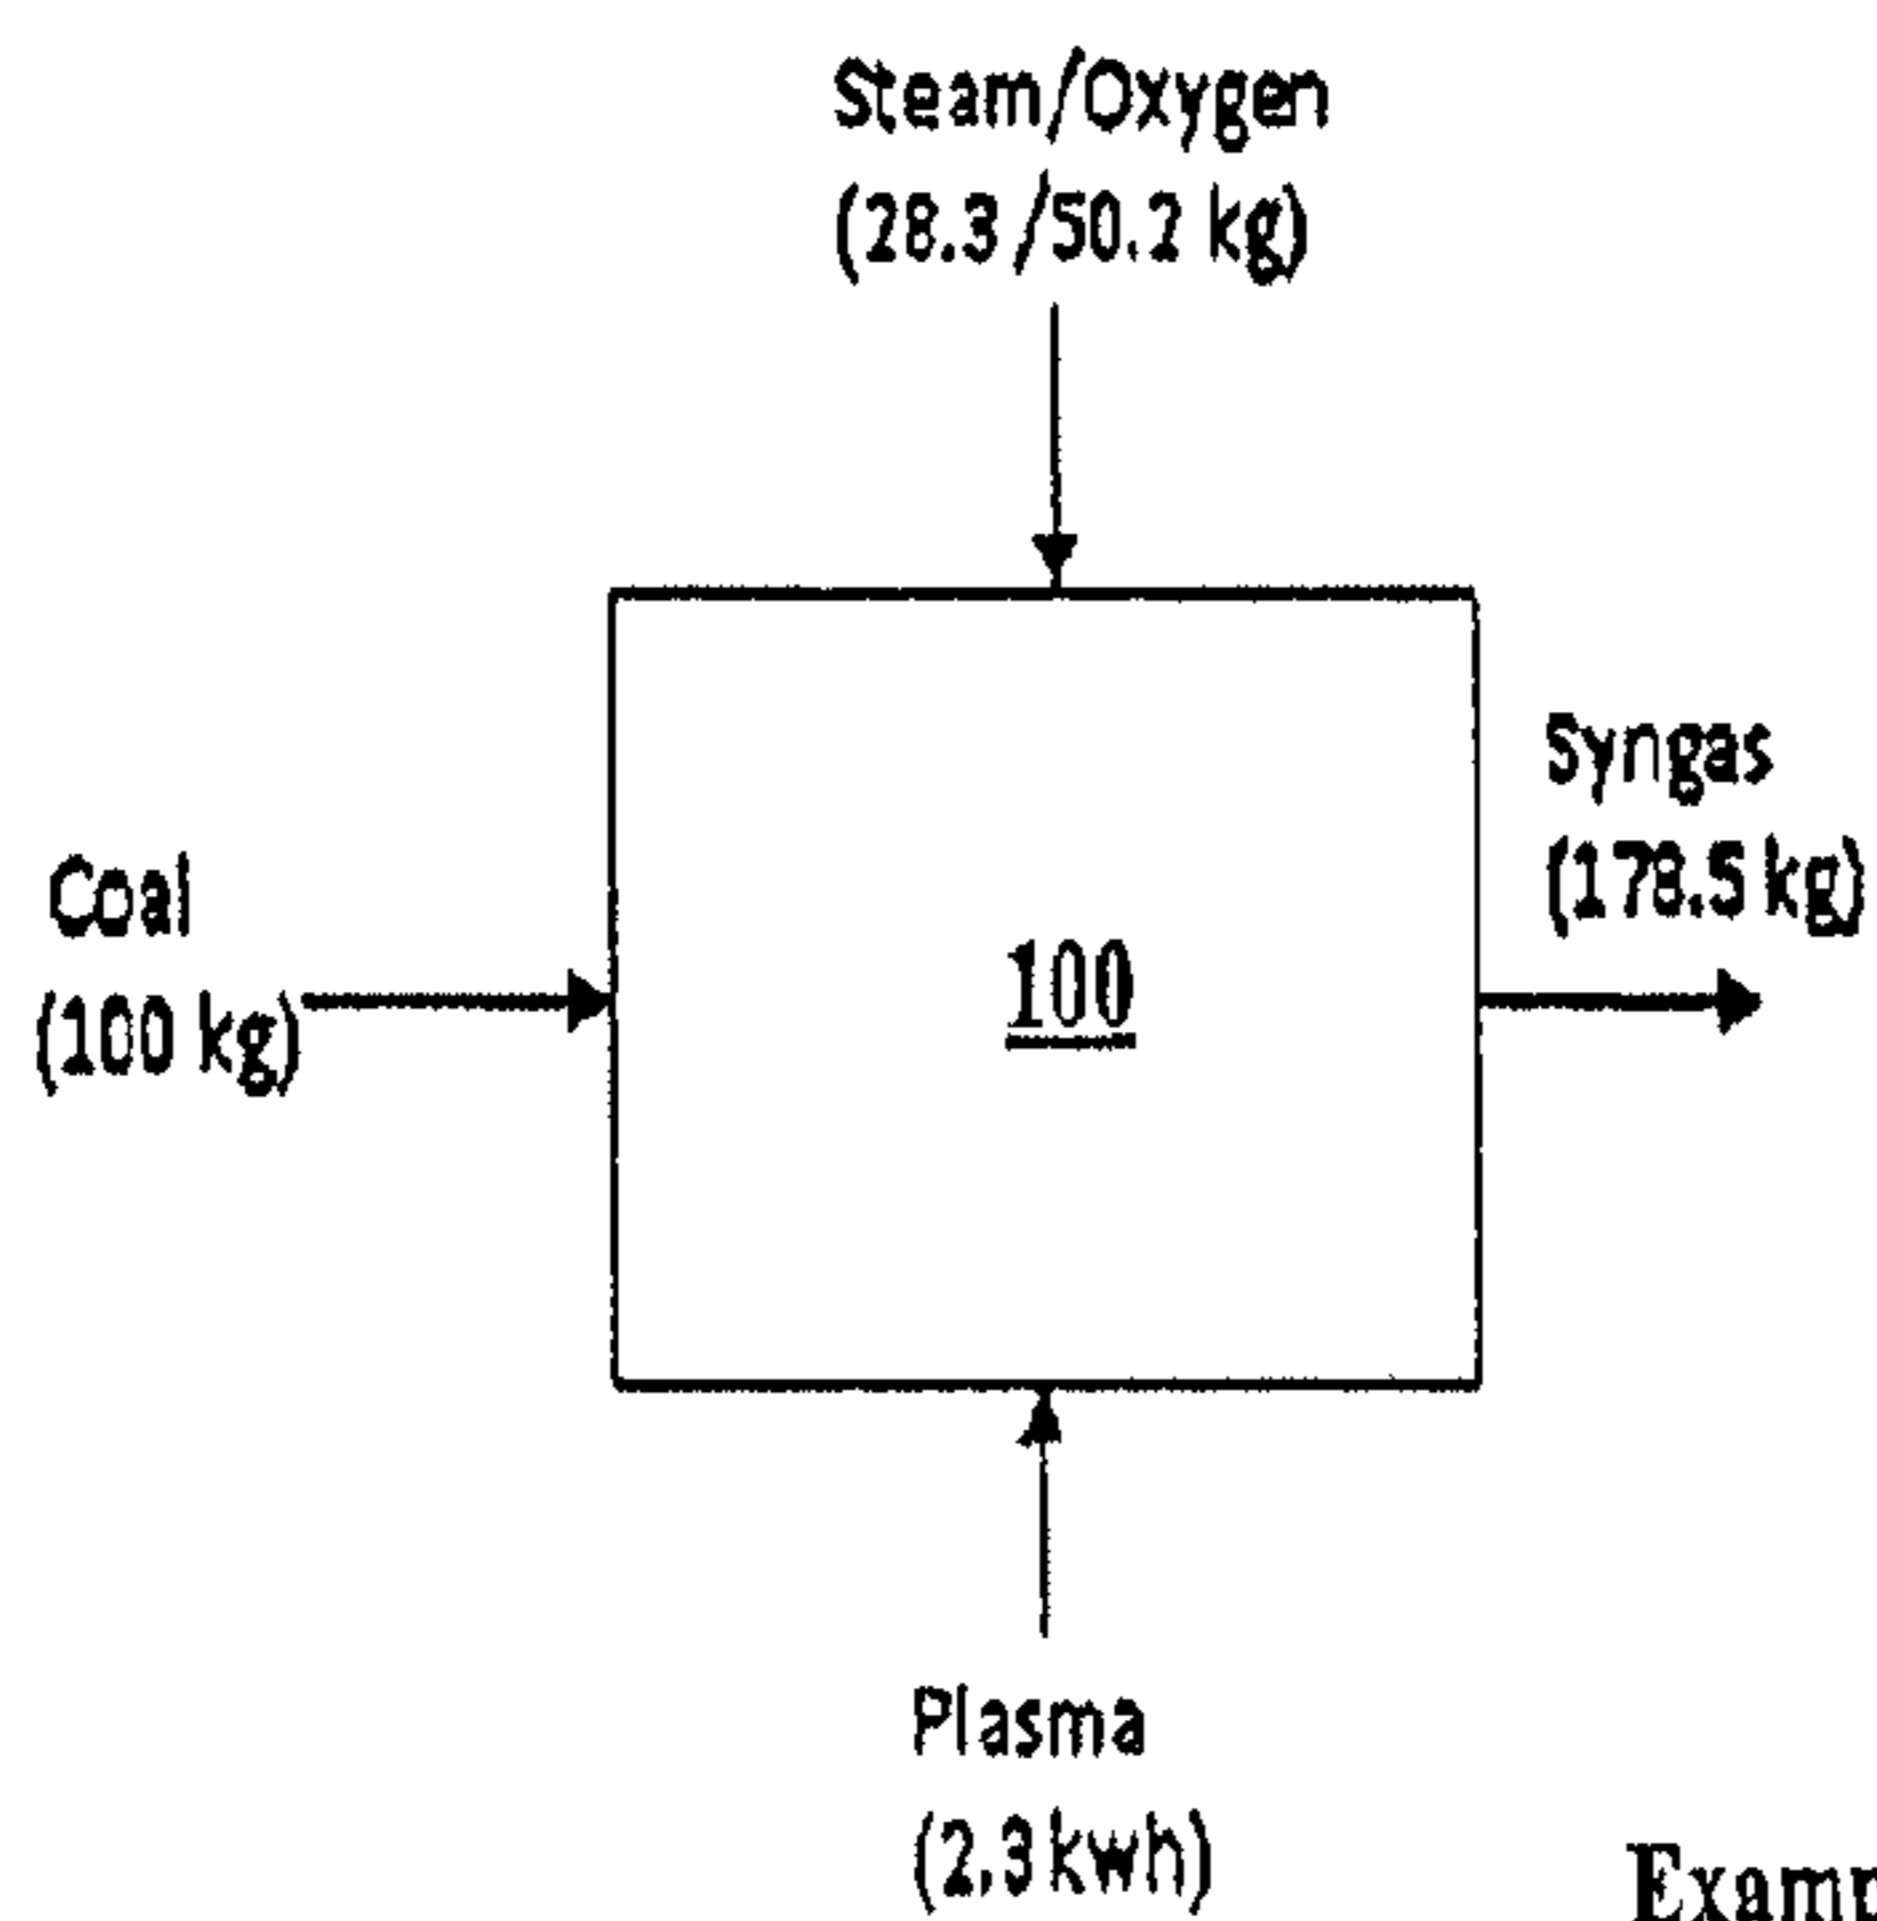 Steam/Oxygen
(28.3/50.2 kg)
Syngas
(178.5 kg)
Coal
(100 kg)
100
Plasma
(2.3 kwh)